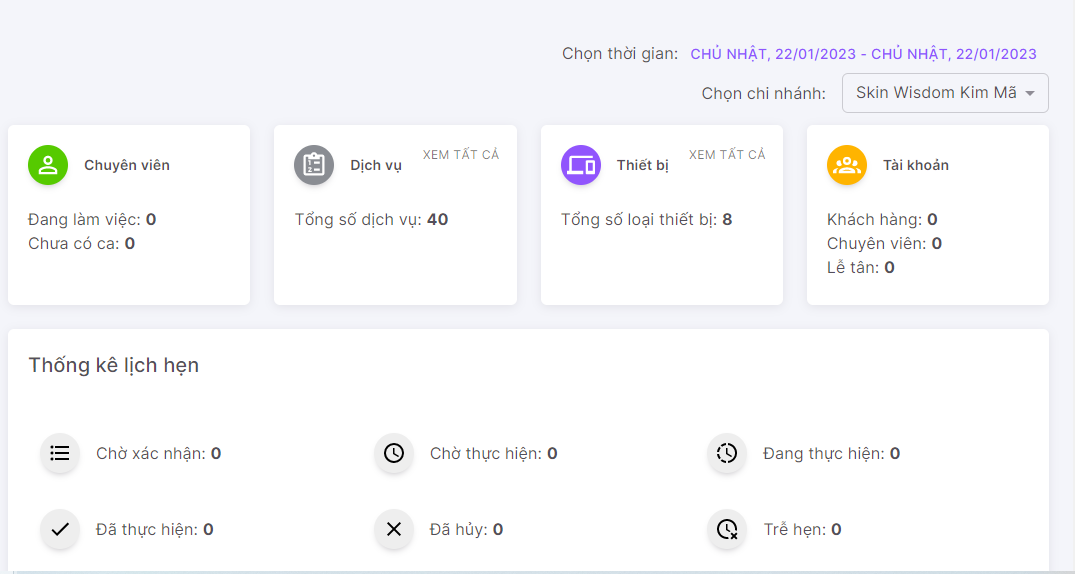 Chọn thời gian: CHỦ NHẬT, 22/01/2023 - CHỦ NHẬT, 22/01/2023
Chọn chi nhánh: Skin Wisdom Kim Mã
Chuyên viên
Đang làm việc: 0
Chưa có ca: 0
Dịch vụ XEM TẤT CẢ
Tổng số dịch vụ: 40
Thiết bị XEM TẤT CẢ
Tổng số loại thiết bị: 8
Tài khoản
Khách hàng: 0
Chuyên viên: 0
Lễ tân: 0
Thống kê lịch hẹn
Chờ xác nhận: 0
Chờ thực hiện: 0
Đang thực hiện: 0
Đã thực hiện: 0
Đã hủy: 0
Trễ hẹn: 0